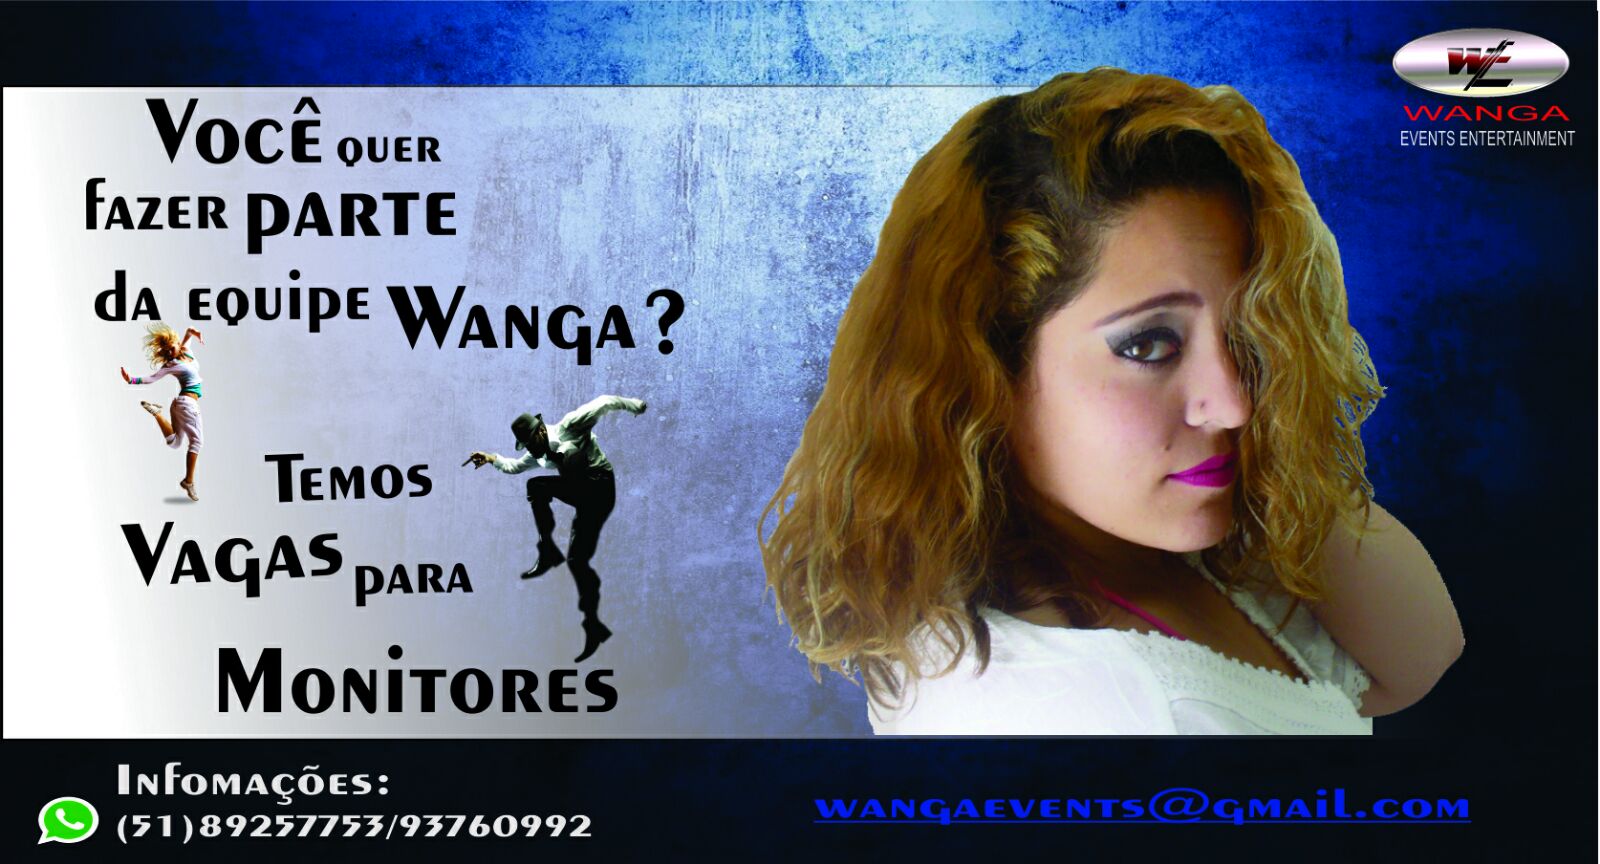 Você quer
fazer parte
da equipe Wanga?
Temos
Vagas para
Monitores
Infomações:
(51)89257753/93760992
WE
WANGA
EVENTS ENTERTAINMENT
wangaevents@gmail.com